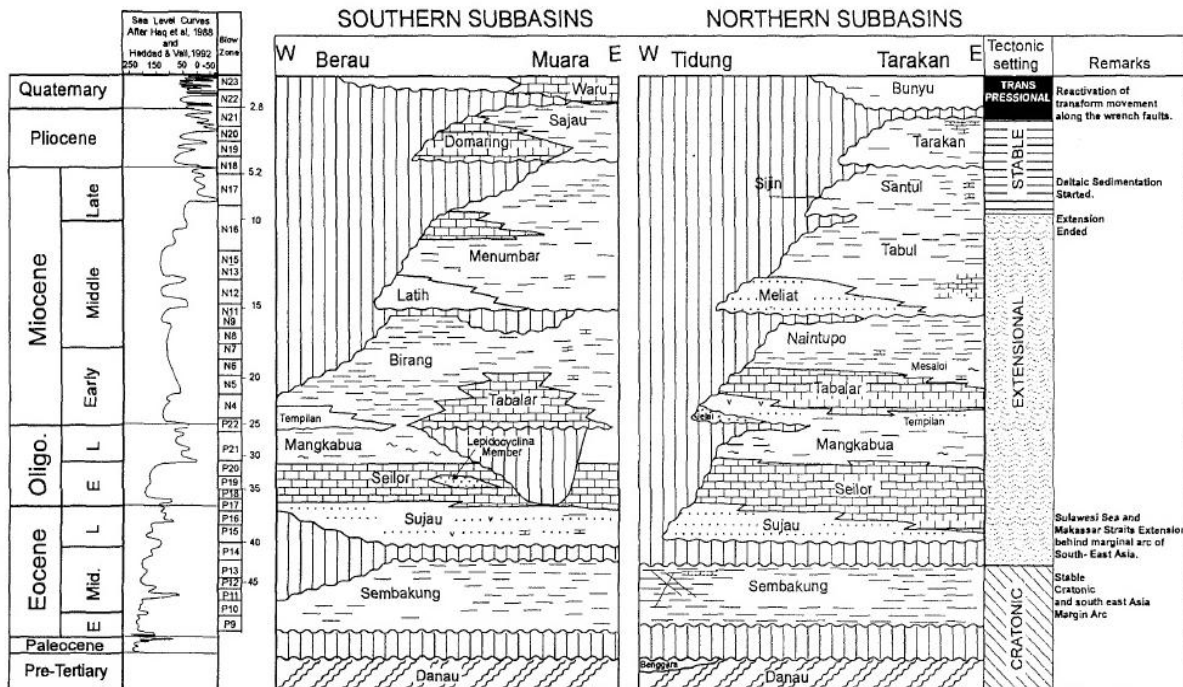 SOUTHERN SUBBASINS
NORTHERN SUBBASINS
Sea Level Curves
After Haq et al, 1988
and
Haddad & Vail, 1992
250 150 50 0 -50
Blow
Zone
W Berau Muara E
W Tidung Tarakan E
Tectonic
setting
Remarks
Quaternary
Pliocene
Miocene
Late
Middle
Early
Oligo.
L
E
Eocene
L
Mid.
E
Paleocene
Pre-Tertiary
N23
N22
N21
N20
N19
N18
N17
N16
N15
N13
N12
N11
N9
N8
N7
N6
N5
N4
P22
P21
P20
P19
P18
P17
P16
P15
P14
P13
P12
P11
P10
P9
2.8
5.2
10
15
20
25
30
35
40
45
Waru
Sajau
Domaring
Menumbar
Latih
Birang
Tabalar
Templlan
Mangkabua
Lepidocyclina
Member
Seilor
Sujau
Sembakung
Danau
Bunyu
Tarakan
Sijin
Santul
Tabul
Meliat
Naintupo
Mesaloi
Tabalar
Templlan
Mangkabua
Seilor
Sujau
Sembakung
Benggara
Danau
TRANS
PRESSIONAL
STABLE
EXTENSIONAL
CRATONIC
Reactivation of
transform movement
along the wrench faults.
Deltaic Sedimentation
Started.
Extension
Ended
Sulawesi Sea and
Makassar Straits Extension
behind marginal arc of
South- East Asia.
Stable
Cratonic
and south east Asia
Margin Arc